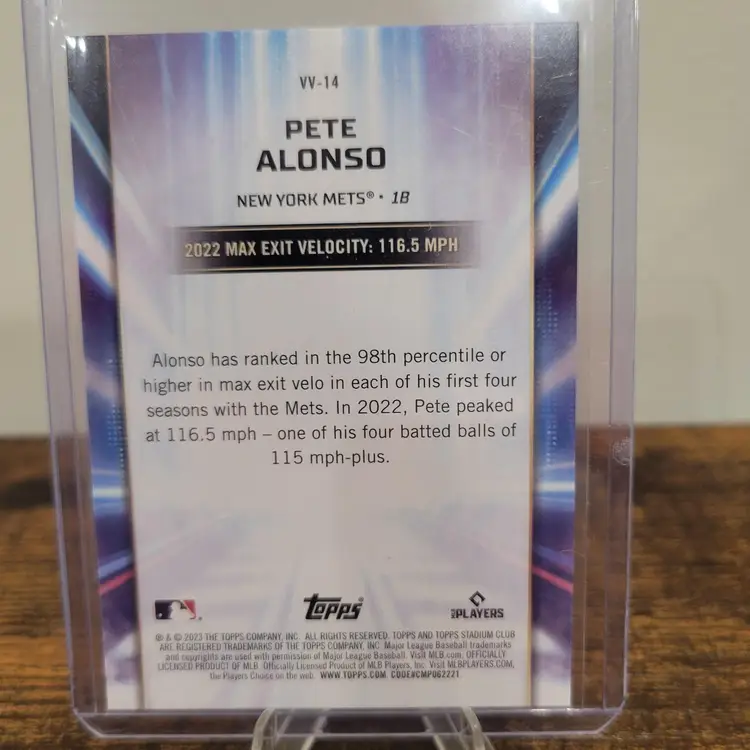 VV-14
PETE
ALONSO
NEW YORK METS® • 1B
2022 MAX EXIT VELOCITY: 116.5 MPH
Alonso has ranked in the 98th percentile or
higher in max exit velo in each of his first four
seasons with the Mets. In 2022, Pete peaked
at 116.5 mph – one of his four batted balls of
115 mph-plus.
Topps®
MLB PLAYERS
® & © 2023 THE TOPPS COMPANY, INC. ALL RIGHTS RESERVED. TOPPS AND TOPPS STADIUM CLUB
ARE REGISTERED TRADEMARKS OF THE TOPPS COMPANY, INC. Major League Baseball trademarks
and copyrights are used with permission of Major League Baseball. Visit MLB.com. OFFICIALLY
LICENSED PRODUCT OF MLB Players, Inc. Visit MLBPLAYERS.COM,
the Players Choice on the web. WWW.TOPPS.COM CODE#CMP062221